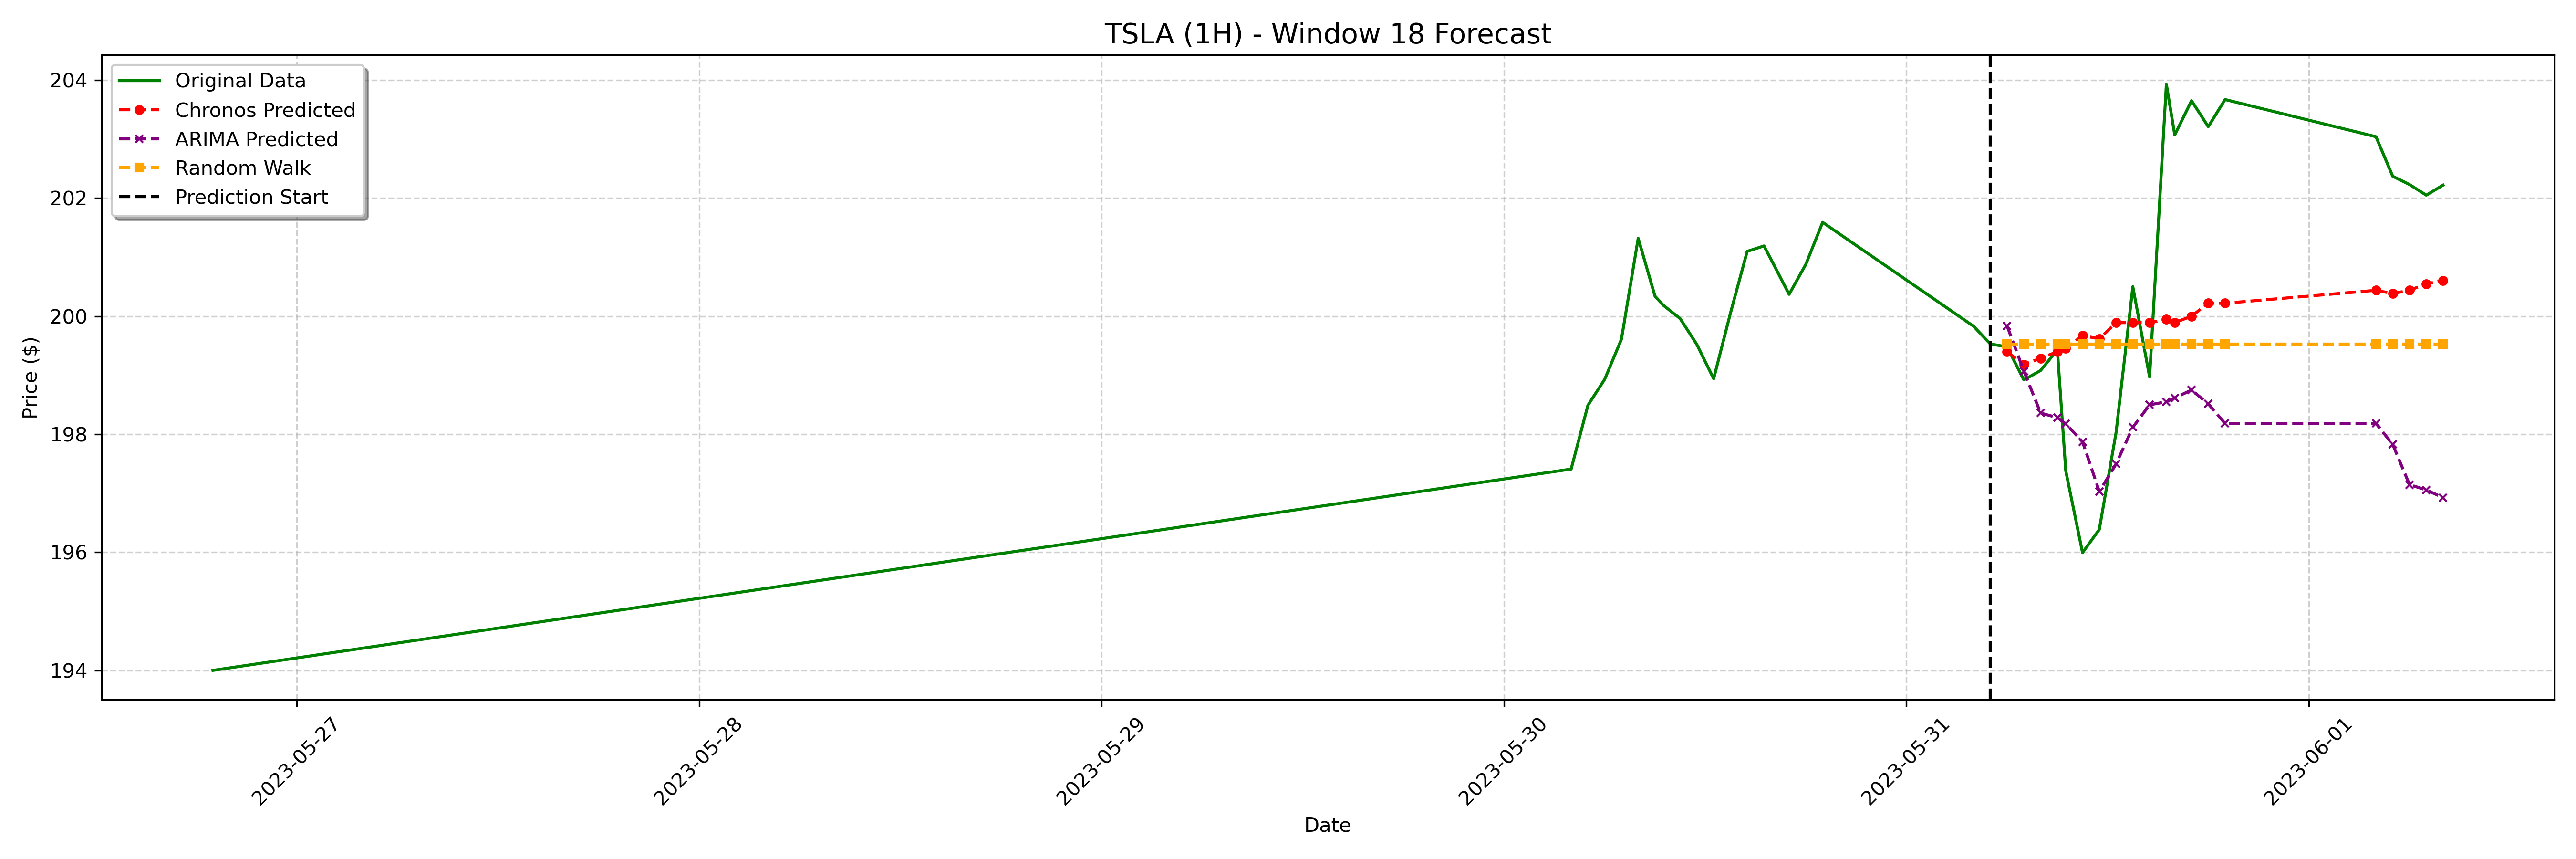 TSLA (1H) - Window 18 Forecast
Original Data
Chronos Predicted
ARIMA Predicted
Random Walk
Prediction Start
Price ($)
204
202
200
198
196
194
2023-05-27
2023-05-28
2023-05-29
2023-05-30
2023-05-31
2023-06-01
Date